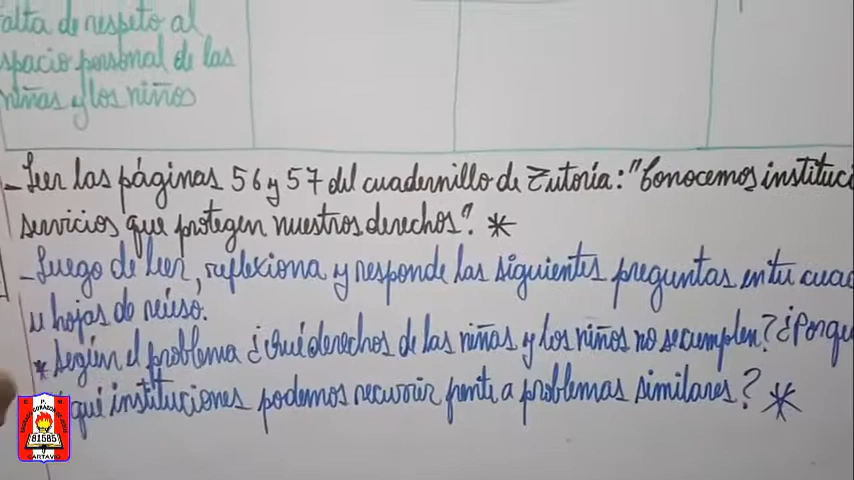 alta de respeto al
spacio personal de las
niñas y los niños
- Leer las páginas 56 y 57 del cuadernillo de Tutoría: "Conocemos instituci
servicios que protegen nuestros derechos". *
- Luego de leer, reflexiona y responde las siguientes preguntas en tu cuad
u hojas de reúso.
* Según el problema ¿Qué derechos de las niñas y los niños no se cumplen? ¿Porqu
qué instituciones podemos recurrir frente a problemas similares? *
81585
CARTAVIO